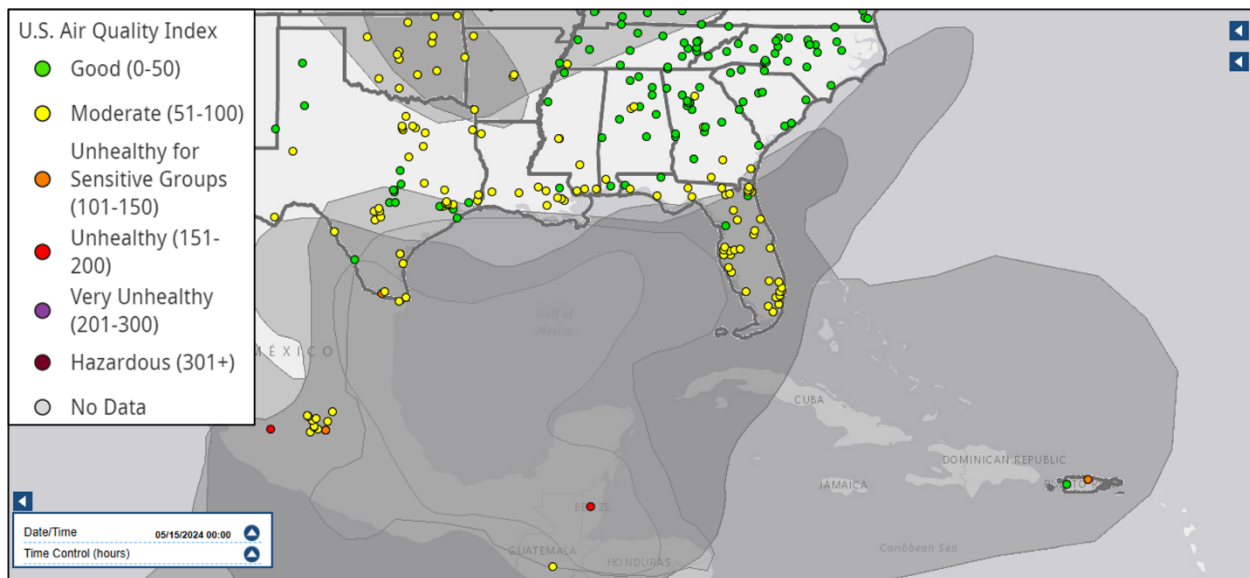 U.S. Air Quality Index
Good (0-50)
Moderate (51-100)
Unhealthy for
Sensitive Groups
(101-150)
Unhealthy (151-
200)
Very Unhealthy
(201-300)
Hazardous (301+)
No Data
Gulf of
Mexico
MÉXICO
CUBA
DOMINICAN REPUBLIC
JAMAICA
GUATEMALA
HONDURAS
Caribbean Sea
Date/Time 05/15/2024 00:00
Time Control (hours)